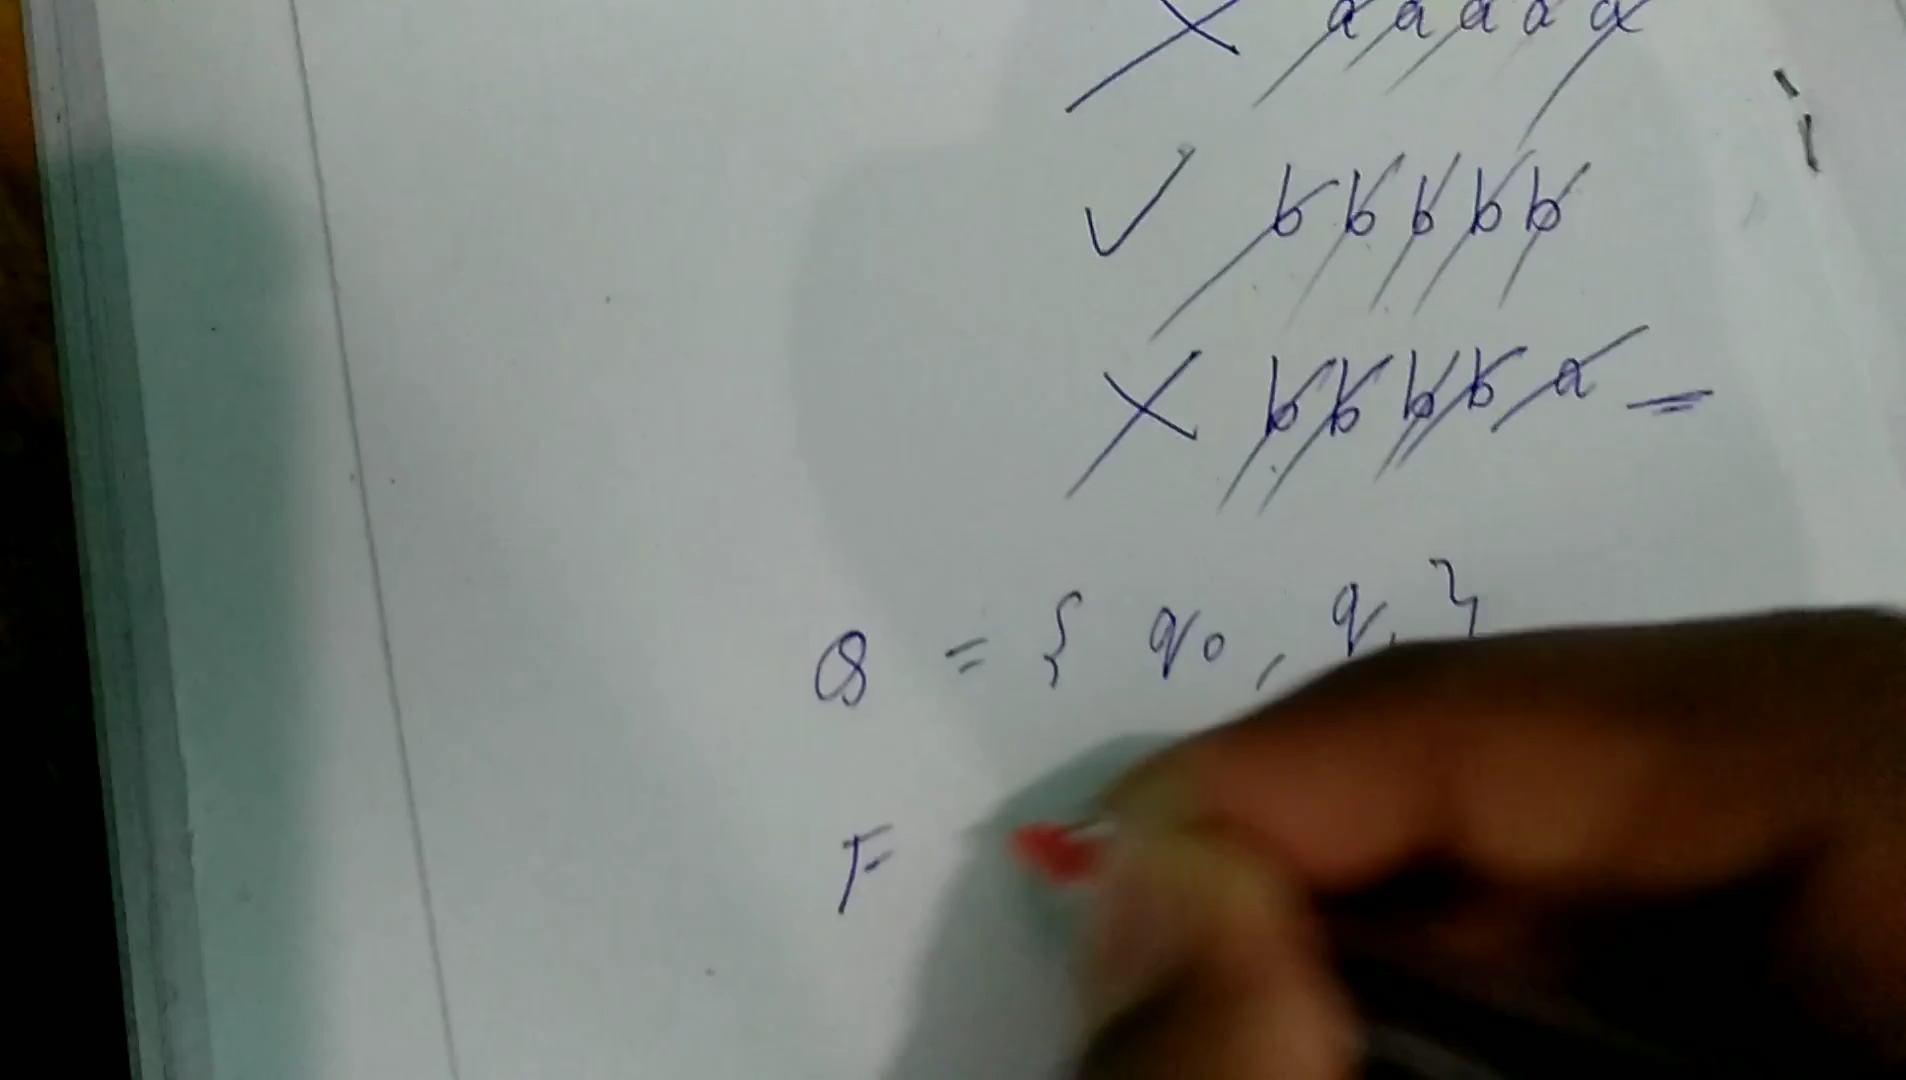 a a a a a
b b b b b
b b b b a
Q = { q0 , q1 }
F